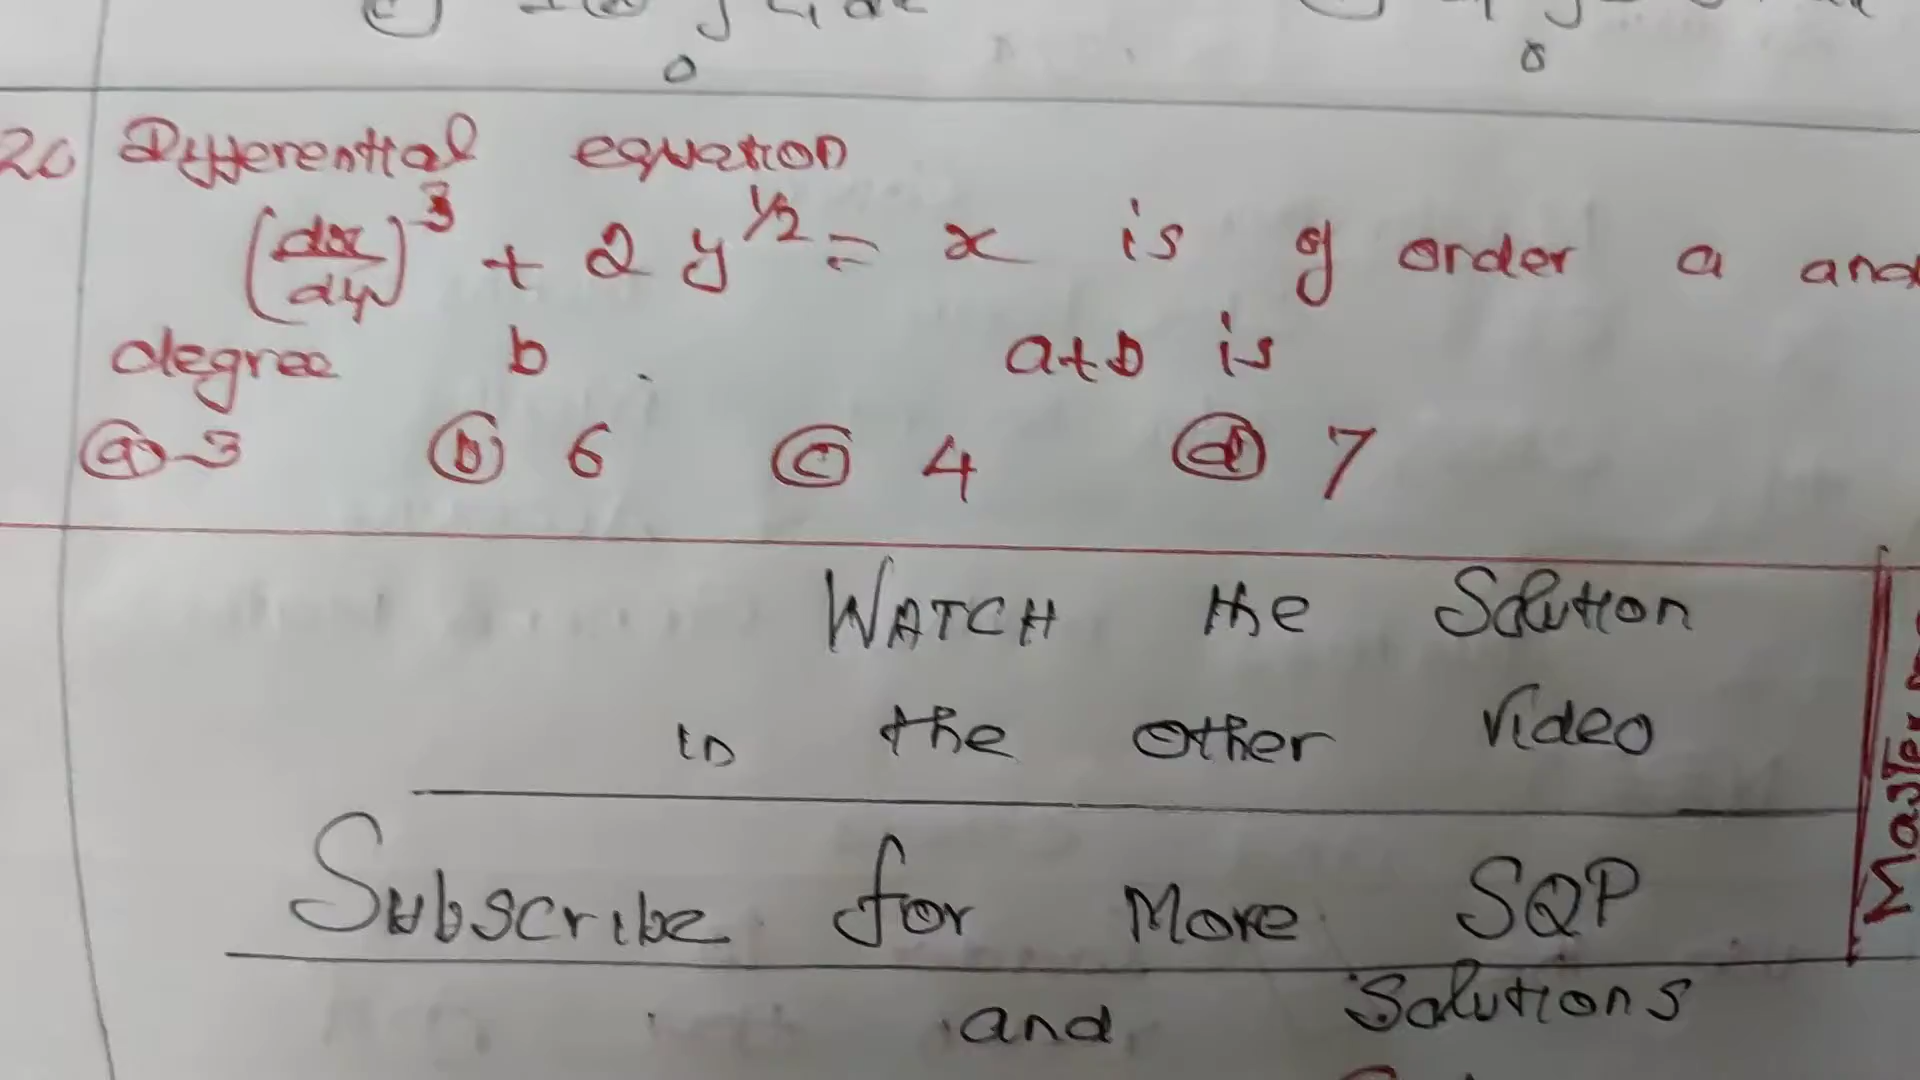 20 Differential equation
(dx/dy)^3 + 2 y^1/2 = x is of order a and
degree b . a+b is
(a) 3 (b) 6 (c) 4 (d) 7
WATCH the Solution
in the other Video
Subscribe for More SQP
and Solutions
Master